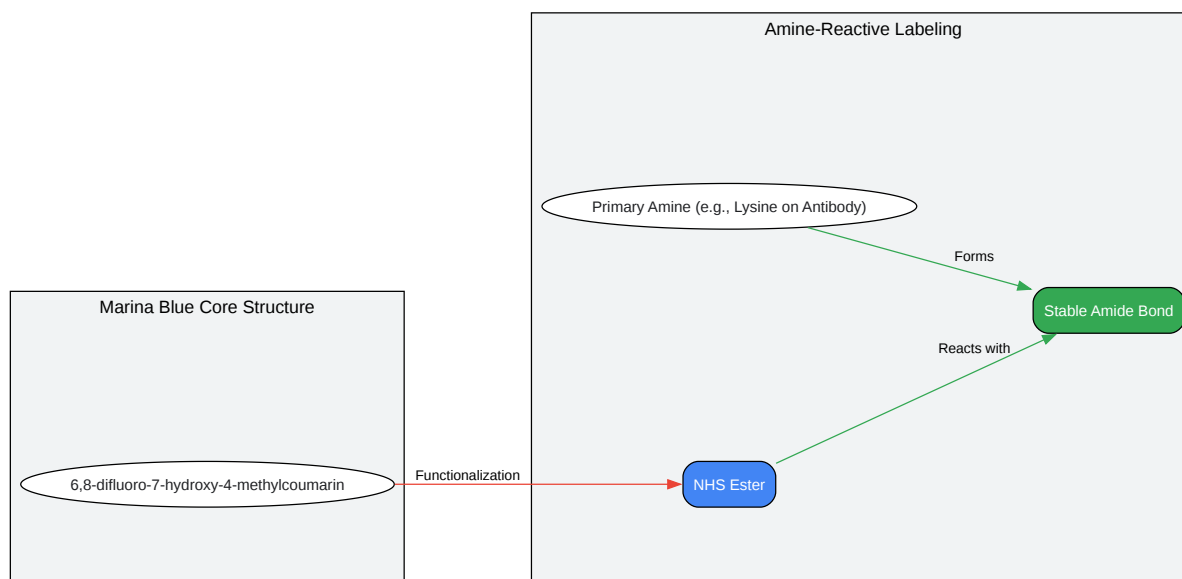 Amine-Reactive Labeling
Primary Amine (e.g., Lysine on Antibody)
Forms
Marina Blue Core Structure
Stable Amide Bond
Reacts with
Functionalization
6,8-difluoro-7-hydroxy-4-methylcoumarin
NHS Ester